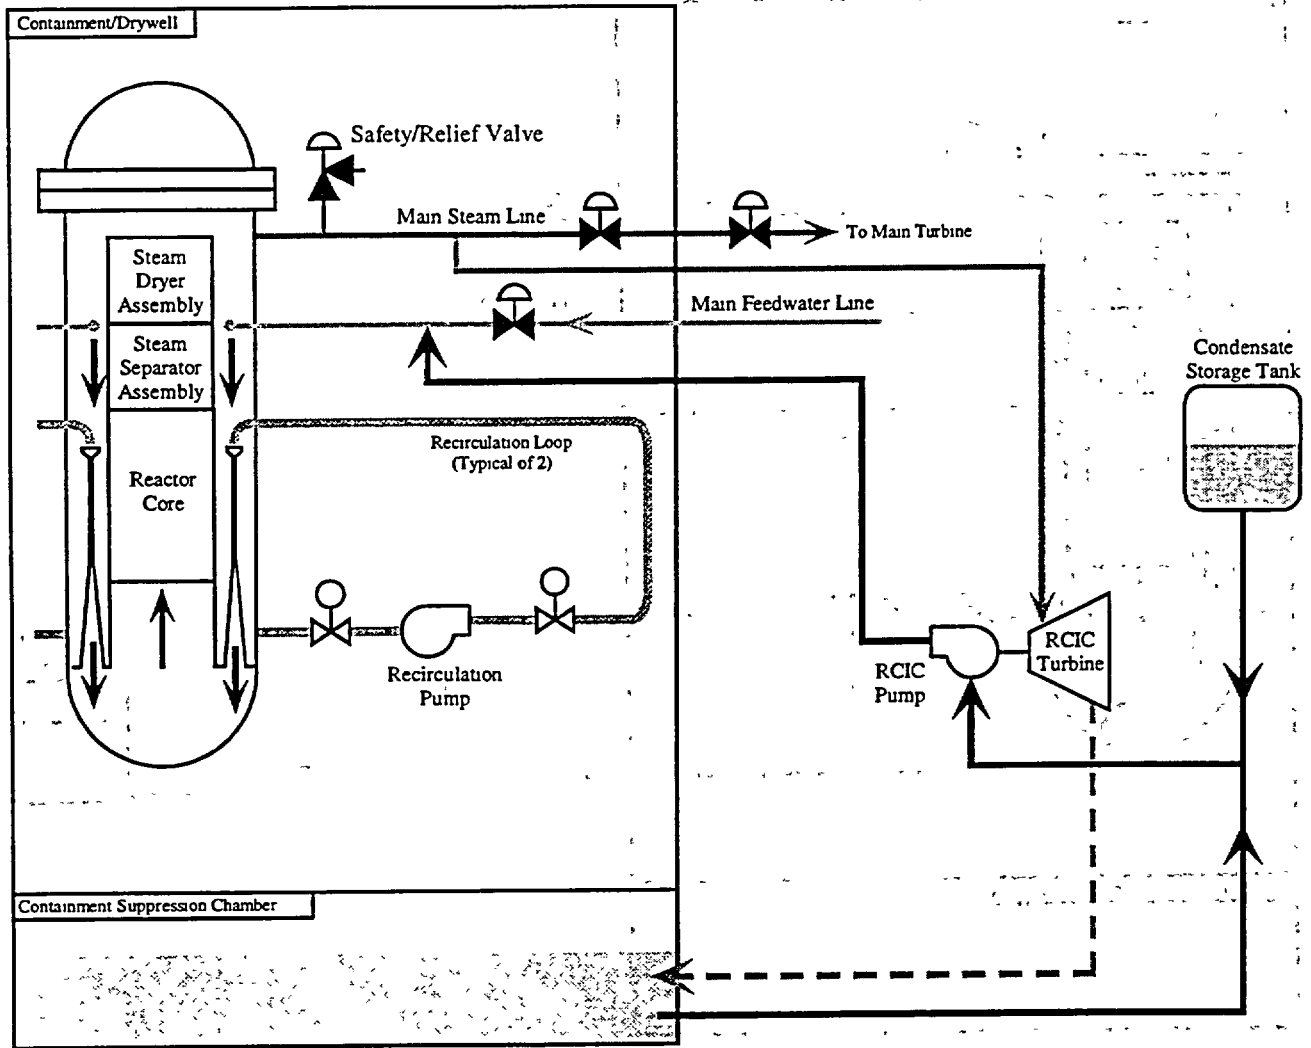 Containment/Drywell
Safety/Relief Valve
Main Steam Line
To Main Turbine
Steam
Dryer
Assembly
Main Feedwater Line
Steam
Separator
Assembly
Condensate
Storage Tank
Recirculation Loop
(Typical of 2)
Reactor
Core
RCIC
Turbine
RCIC
Pump
Recirculation
Pump
Containment Suppression Chamber